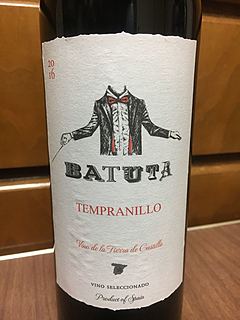 2016
BATUTA
TEMPRANILLO
Vino de la Tierra de Castilla
VINO SELECCIONADO
Product of Spain